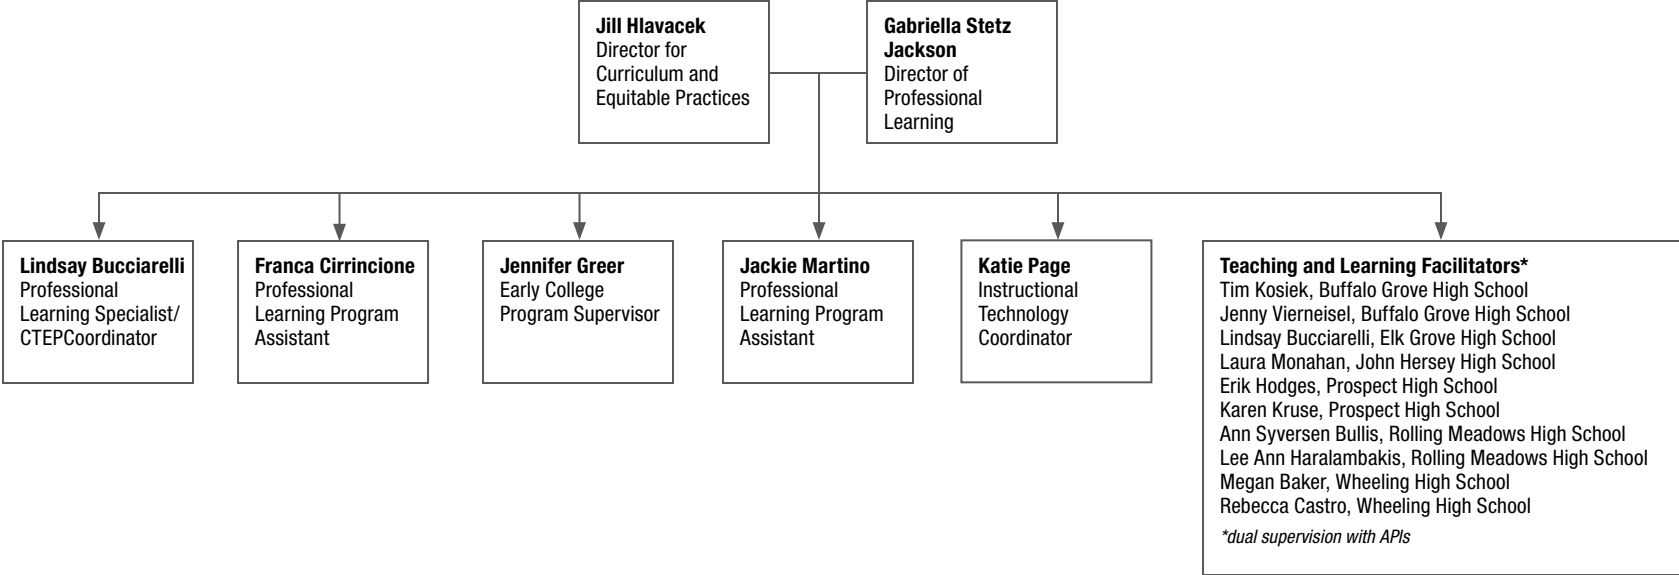 Jill Hlavacek
Director for
Curriculum and
Equitable Practices
Gabriella Stetz
Jackson
Director of
Professional
Learning
Lindsay Bucciarelli
Professional
Learning Specialist/
CTEPCoordinator
Franca Cirrincione
Professional
Learning Program
Assistant
Jennifer Greer
Early College
Program Supervisor
Jackie Martino
Professional
Learning Program
Assistant
Katie Page
Instructional
Technology
Coordinator
Teaching and Learning Facilitators*
Tim Kosiek, Buffalo Grove High School
Jenny Vierneisel, Buffalo Grove High School
Lindsay Bucciarelli, Elk Grove High School
Laura Monahan, John Hersey High School
Erik Hodges, Prospect High School
Karen Kruse, Prospect High School
Ann Syversen Bullis, Rolling Meadows High School
Lee Ann Haralambakis, Rolling Meadows High School
Megan Baker, Wheeling High School
Rebecca Castro, Wheeling High School
*dual supervision with APIs